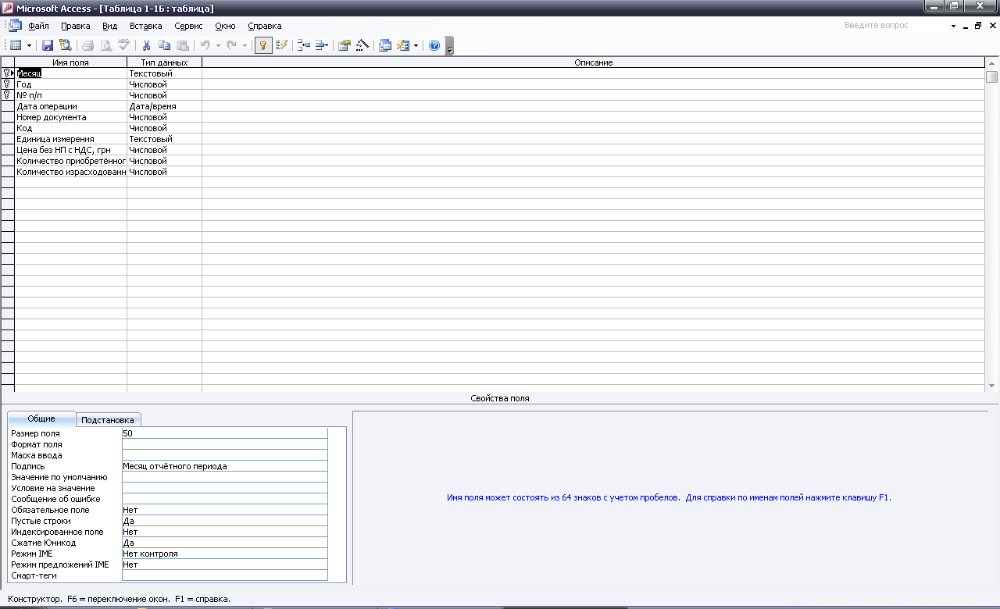 Microsoft Access - [Таблица 1-1Б : таблица]
Файл Правка Вид Вставка Сервис Окно Справка Введите вопрос
Имя поля Тип данных Описание
Месяц Текстовый
Год Числовой
№ п/п Числовой
Дата операции Дата/время
Номер документа Числовой
Код Числовой
Единица измерения Текстовый
Цена без НП с НДС, грн Числовой
Количество приобретённог Числовой
Количество израсходованн Числовой
Свойства поля
Общие Подстановка
Размер поля 50
Формат поля
Маска ввода
Подпись Месяц отчётного периода
Значение по умолчанию
Условие на значение
Сообщение об ошибке
Обязательное поле Нет
Пустые строки Да
Индексированное поле Нет
Сжатие Юникод Да
Режим IME Нет контроля
Режим предложений IME Нет
Смарт-теги
Имя поля может состоять из 64 знаков с учетом пробелов. Для справки по именам полей нажмите клавишу F1.
Конструктор. F6 = переключение окон. F1 = справка.